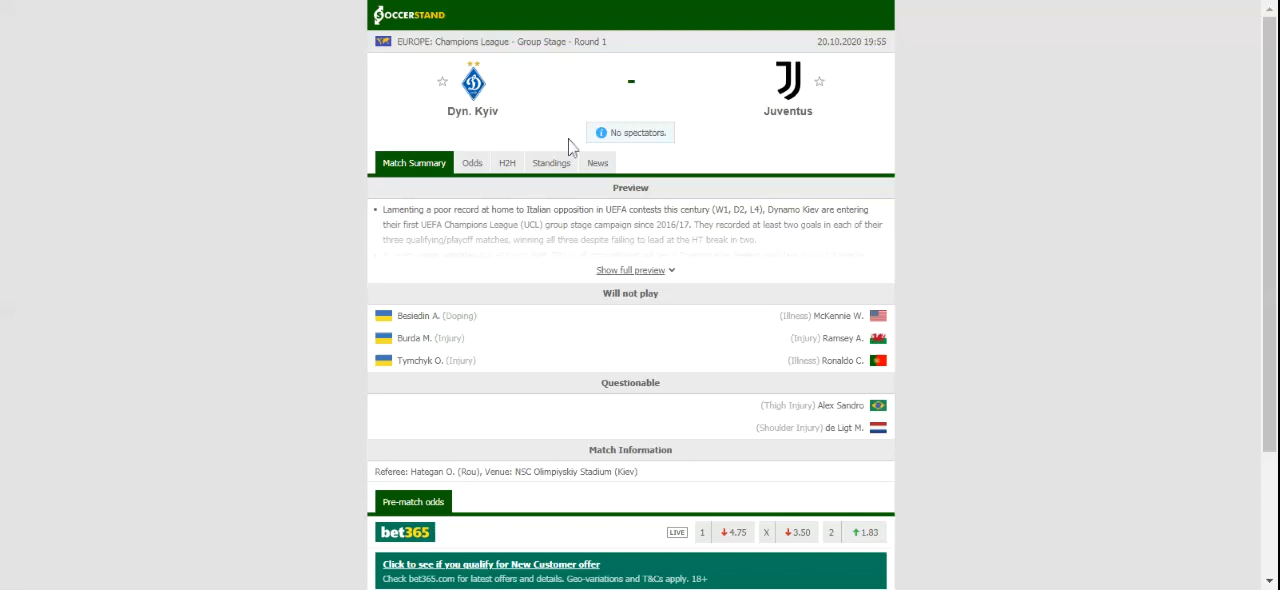 SOCCERSTAND
EUROPE: Champions League - Group Stage - Round 1 20.10.2020 19:55
-
Dyn. Kyiv Juventus
No spectators.
Match Summary Odds H2H Standings News
Preview
• Lamenting a poor record at home to Italian opposition in UEFA contests this century (W1, D2, L4), Dynamo Kiev are entering
their first UEFA Champions League (UCL) group stage campaign since 2016/17. They recorded at least two goals in each of their
three qualifying/playoff matches, winning all three despite failing to lead at the HT break in two.
Show full preview
Will not play
Besiedin A. (Doping) (Illness) McKennie W.
Burda M. (Injury) (Injury) Ramsey A.
Tymchyk O. (Injury) (Illness) Ronaldo C.
Questionable
(Thigh Injury) Alex Sandro
(Shoulder Injury) de Ligt M.
Match Information
Referee: Hategan O. (Rou), Venue: NSC Olimpiyskiy Stadium (Kiev)
Pre-match odds
bet365 LIVE 1 4.75 X 3.50 2 1.83
Click to see if you qualify for New Customer offer
Check bet365.com for latest offers and details. Geo-variations and T&Cs apply. 18+